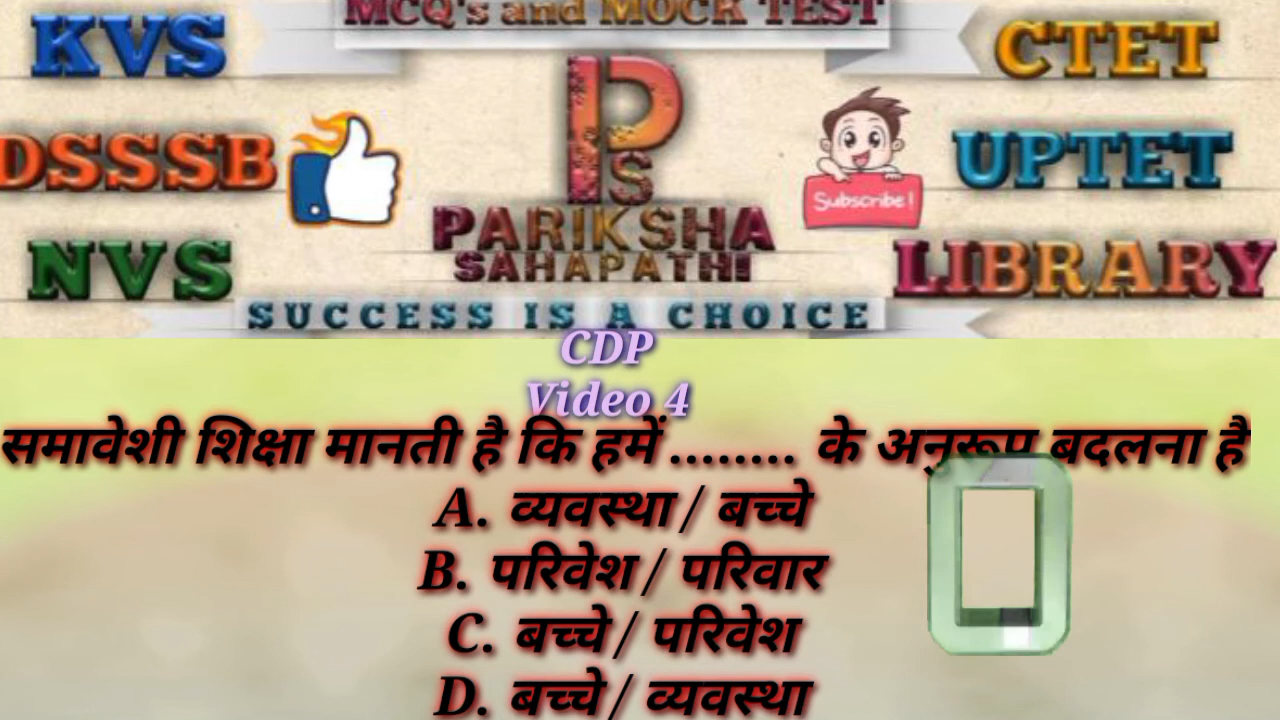 MCQ's and MOCK TEST
KVS
CTET
DSSSB
UPTET
PS
Subscribe!
PARIKSHA
SAHAPATHI
NVS
LIBRARY
SUCCESS IS A CHOICE
CDP
Video 4
समावेशी शिक्षा मानती है कि हमें ........ के अनुरूप बदलना है
A. व्यवस्था / बच्चे
B. परिवेश / परिवार
C. बच्चे / परिवेश
D. बच्चे / व्यवस्था
0